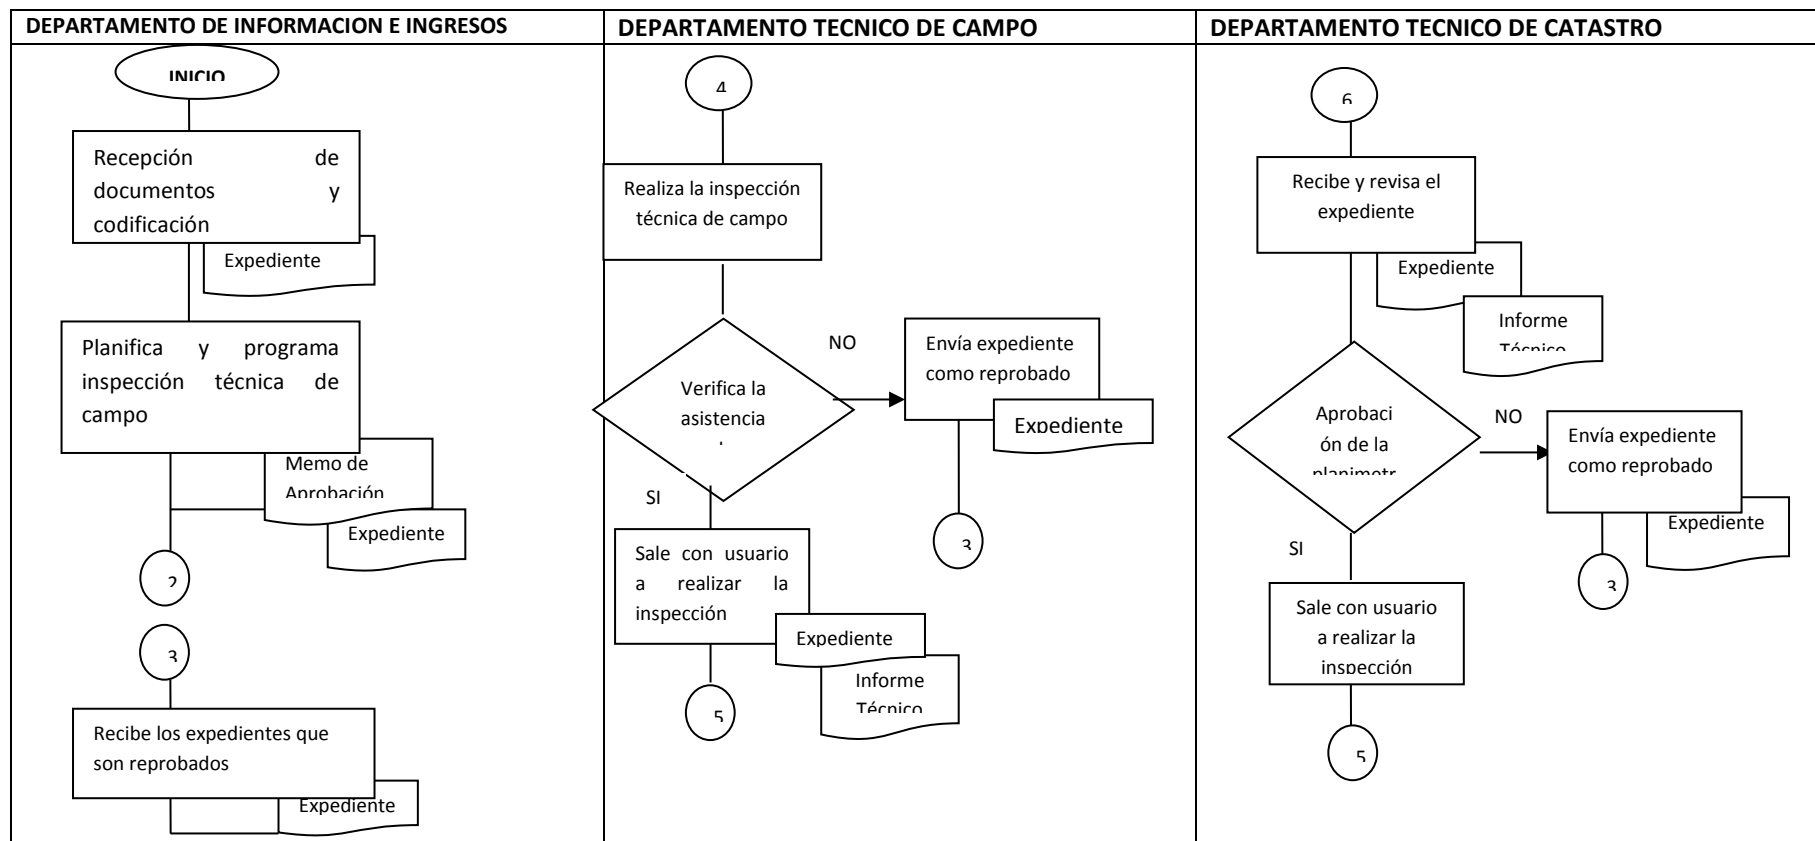 DEPARTAMENTO DE INFORMACION E INGRESOS
INICIO
Recepción de
documentos y
codificación
Expediente
Planifica y programa
inspección técnica de
campo
Memo de
Aprobación
Expediente
2
3
Recibe los expedientes que
son reprobados
Expediente
DEPARTAMENTO TECNICO DE CAMPO
4
Realiza la inspección
técnica de campo
Verifica la
asistencia
NO
Envía expediente
como reprobado
Expediente
3
SI
Sale con usuario
a realizar la
inspección
Expediente
Informe
Técnico
5
DEPARTAMENTO TECNICO DE CATASTRO
6
Recibe y revisa el
expediente
Expediente
Informe
Técnico
Aprobaci
ón de la
planimetr
NO
Envía expediente
como reprobado
Expediente
3
SI
Sale con usuario
a realizar la
inspección
5